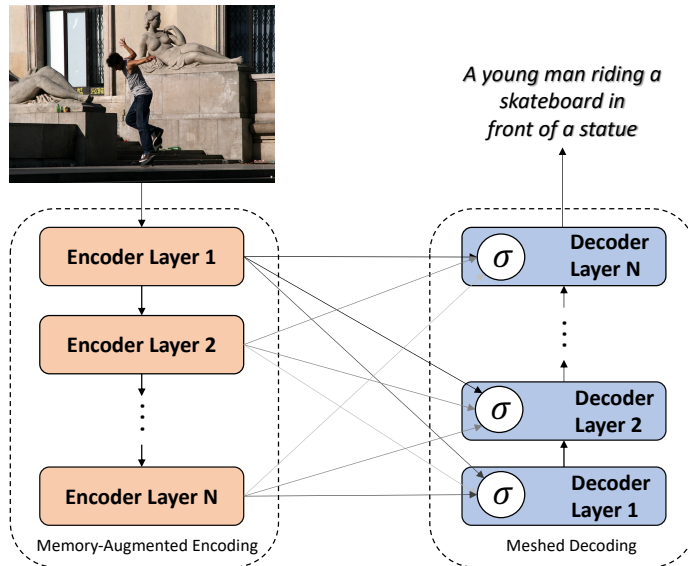 A young man riding a
skateboard in
front of a statue
Encoder Layer 1
Encoder Layer 2
...
Encoder Layer N
Memory-Augmented Encoding
σ
Decoder
Layer N
...
σ
Decoder
Layer 2
σ
Decoder
Layer 1
Meshed Decoding